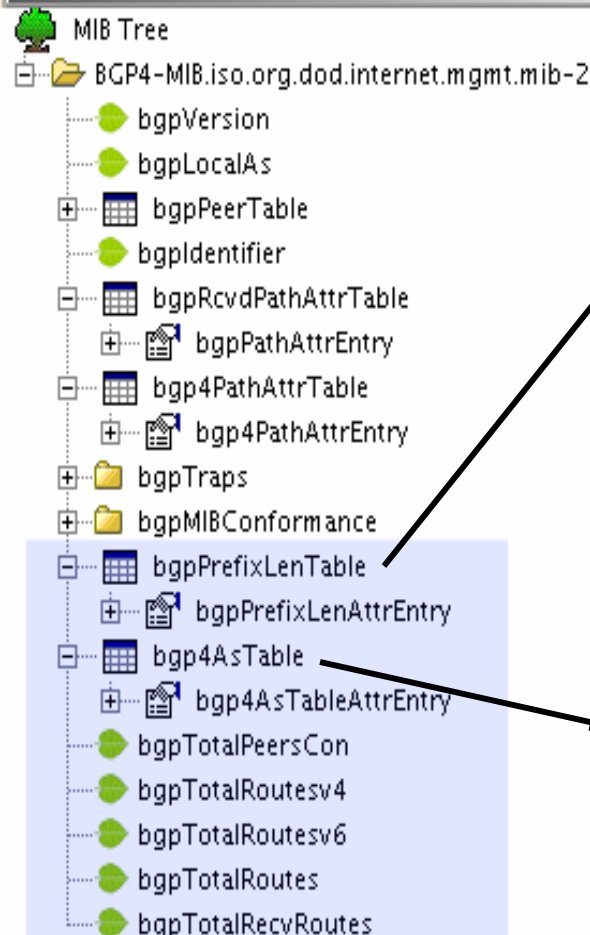 MIB Tree
BGP4-MIB.iso.org.dod.internet.mgmt.mib-2
bgpVersion
bgpLocalAs
bgpPeerTable
bgpIdentifier
bgpRcvdPathAttrTable
bgpPathAttrEntry
bgp4PathAttrTable
bgp4PathAttrEntry
bgpTraps
bgpMIBConformance
bgpPrefixLenTable
bgpPrefixLenAttrEntry
bgp4AsTable
bgp4AsTableAttrEntry
bgpTotalPeersCon
bgpTotalRoutesv4
bgpTotalRoutesv6
bgpTotalRoutes
bgpTotalRecvRoutes